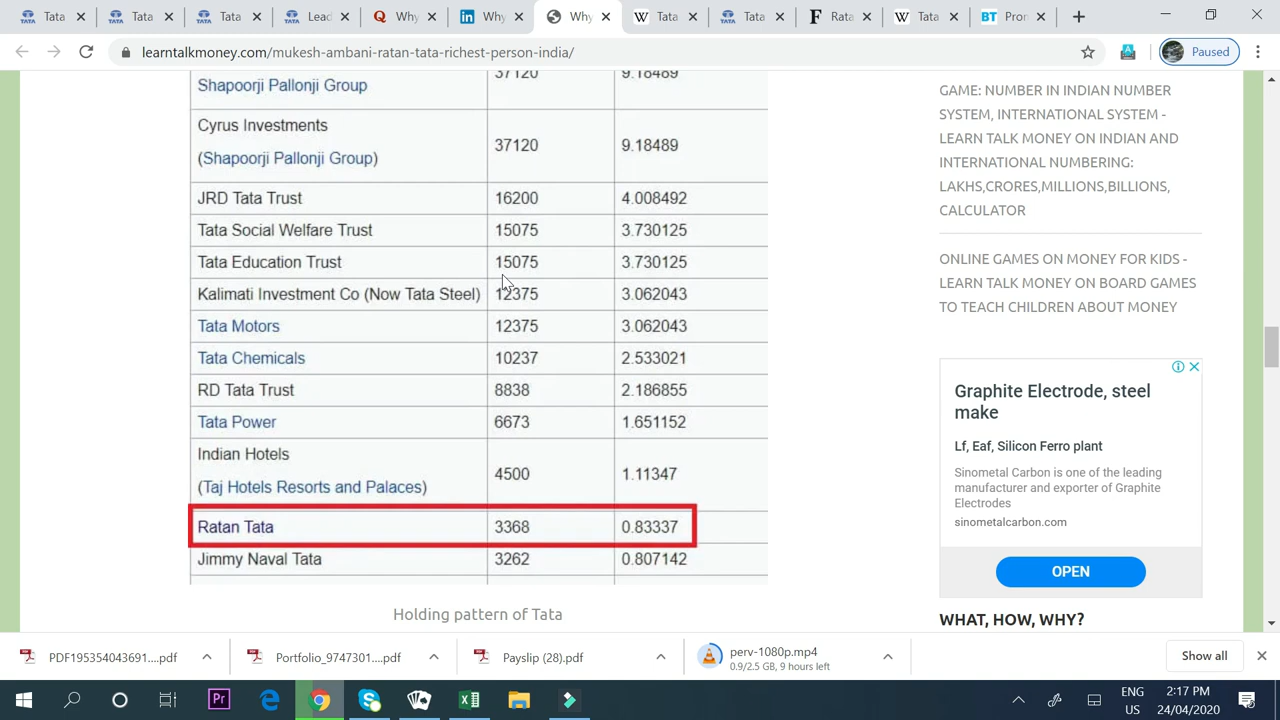 Tata
Tata
Tata
Lead
Why
Why
Why
Tata
Tata
Rata
Tata
Pron
learntalkmoney.com/mukesh-ambani-ratan-tata-richest-person-india/
Paused
37120 9.18489
Shapoorji Pallonji Group
Cyrus Investments
(Shapoorji Pallonji Group)
37120 9.18489
JRD Tata Trust 16200 4.008492
Tata Social Welfare Trust 15075 3.730125
Tata Education Trust 15075 3.730125
Kalimati Investment Co (Now Tata Steel) 12375 3.062043
Tata Motors 12375 3.062043
Tata Chemicals 10237 2.533021
RD Tata Trust 8838 2.186855
Tata Power 6673 1.651152
Indian Hotels
(Taj Hotels Resorts and Palaces)
4500 1.11347
Ratan Tata 3368 0.83337
Jimmy Naval Tata 3262 0.807142
Holding pattern of Tata
GAME: NUMBER IN INDIAN NUMBER
SYSTEM, INTERNATIONAL SYSTEM -
LEARN TALK MONEY ON INDIAN AND
INTERNATIONAL NUMBERING:
LAKHS,CRORES,MILLIONS,BILLIONS,
CALCULATOR
ONLINE GAMES ON MONEY FOR KIDS -
LEARN TALK MONEY ON BOARD GAMES
TO TEACH CHILDREN ABOUT MONEY
Graphite Electrode, steel
make
Lf, Eaf, Silicon Ferro plant
Sinometal Carbon is one of the leading
manufacturer and exporter of Graphite
Electrodes
sinometalcarbon.com
OPEN
WHAT, HOW, WHY?
PDF195354043691....pdf
Portfolio_9747301....pdf
Payslip (28).pdf
perv-1080p.mp4
0.9/2.5 GB, 9 hours left
Show all
ENG
US
2:17 PM
24/04/2020